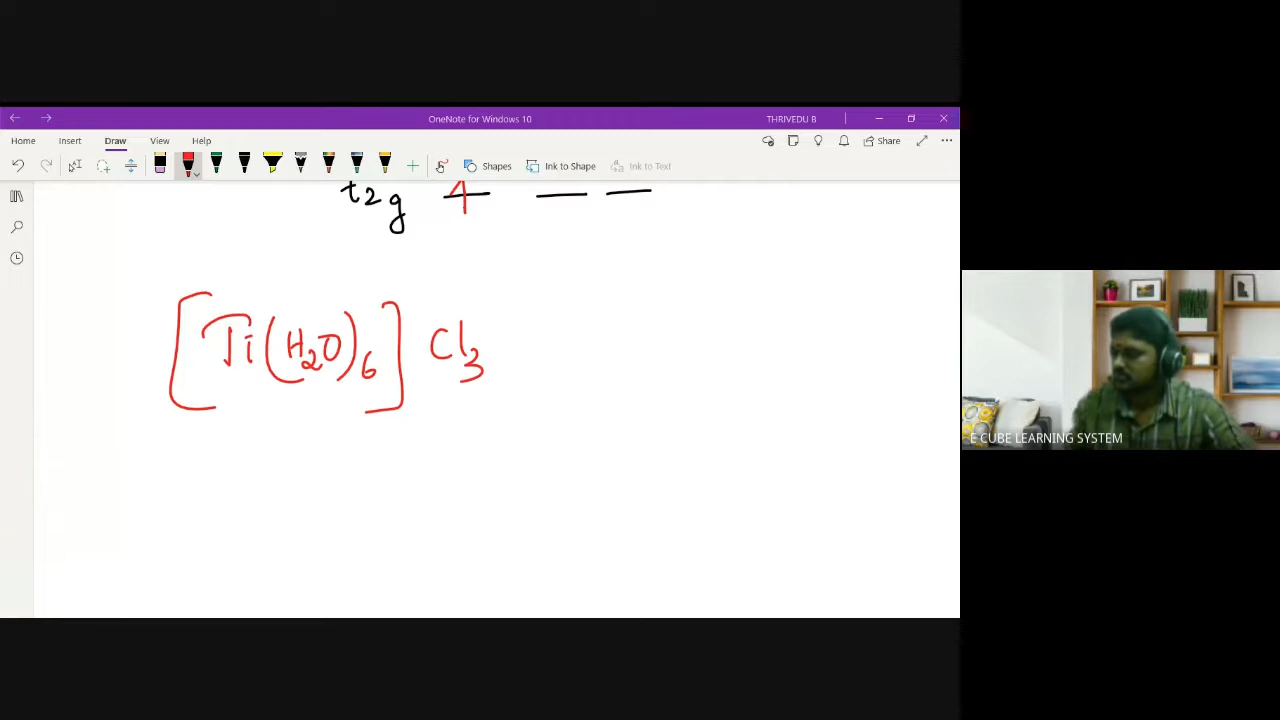 OneNote for Windows 10
THRIVEDU B
Home Insert Draw View Help
Share
Shapes Ink to Shape Ink to Text
t2g
[Ti(H2O)6] Cl3
E CUBE LEARNING SYSTEM